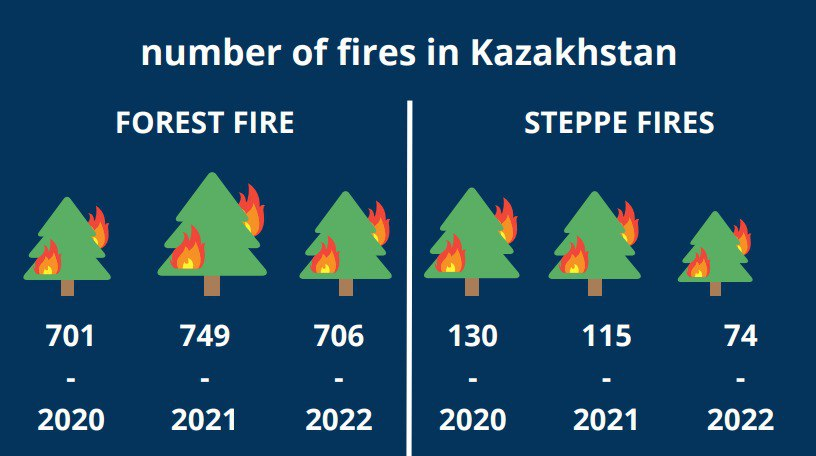 number of fires in Kazakhstan
FOREST FIRE
701 749 706
- - -
2020 2021 2022
STEPPE FIRES
130 115 74
- - -
2020 2021 2022